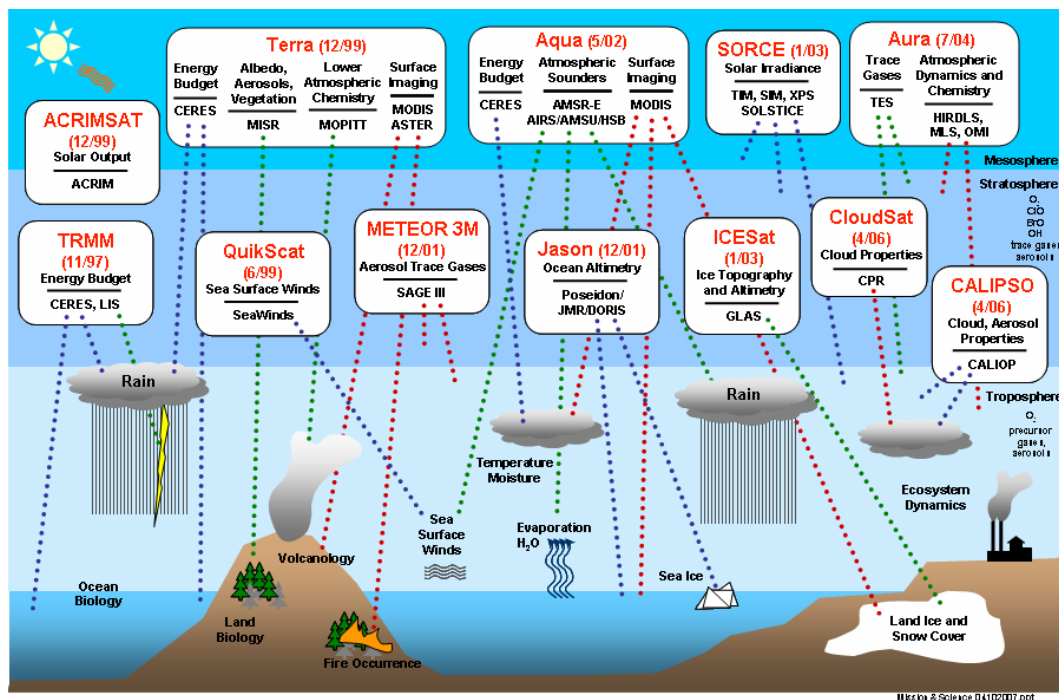 Terra (12/99)
Energy
Budget
CERES
Albedo,
Aerosols,
Vegetation
MISR
Lower
Atmospheric
Chemistry
MOPITT
Surface
Imaging
MODIS
ASTER
Aqua (5/02)
Energy
Budget
CERES
Atmospheric
Sounders
AMSR-E
AIRS/AMSU/HSB
Surface
Imaging
MODIS
SORCE (1/03)
Solar Irradiance
TIM, SIM, XPS
SOLSTICE
Aura (7/04)
Trace
Gases
TES
Atmospheric
Dynamics and
Chemistry
HIRDLS,
MLS, OMI
ACRIMSAT
(12/99)
Solar Output
ACRIM
Mesosphere
Stratosphere
O
ClO
BrO
OH
trace gases
aerosols
TRMM
(11/97)
Energy Budget
CERES, LIS
QuikScat
(6/99)
Sea Surface Winds
SeaWinds
METEOR 3M
(12/01)
Aerosol Trace Gases
SAGE III
Jason (12/01)
Ocean Altimetry
Poseidon/
JMR/DORIS
ICESat
(1/03)
Ice Topography
and Altimetry
GLAS
CloudSat
(4/06)
Cloud Properties
CPR
CALIPSO
(4/06)
Cloud, Aerosol
Properties
CALIOP
Rain
Rain
Troposphere
O
precursor
gases,
aerosols
Temperature
Moisture
Ecosystem
Dynamics
Sea
Surface
Winds
Evaporation
H₂O
Volcanology
Sea Ice
Ocean
Biology
Land
Biology
Fire Occurrence
Land Ice and
Snow Cover
Mission & Science 04102007.ppt